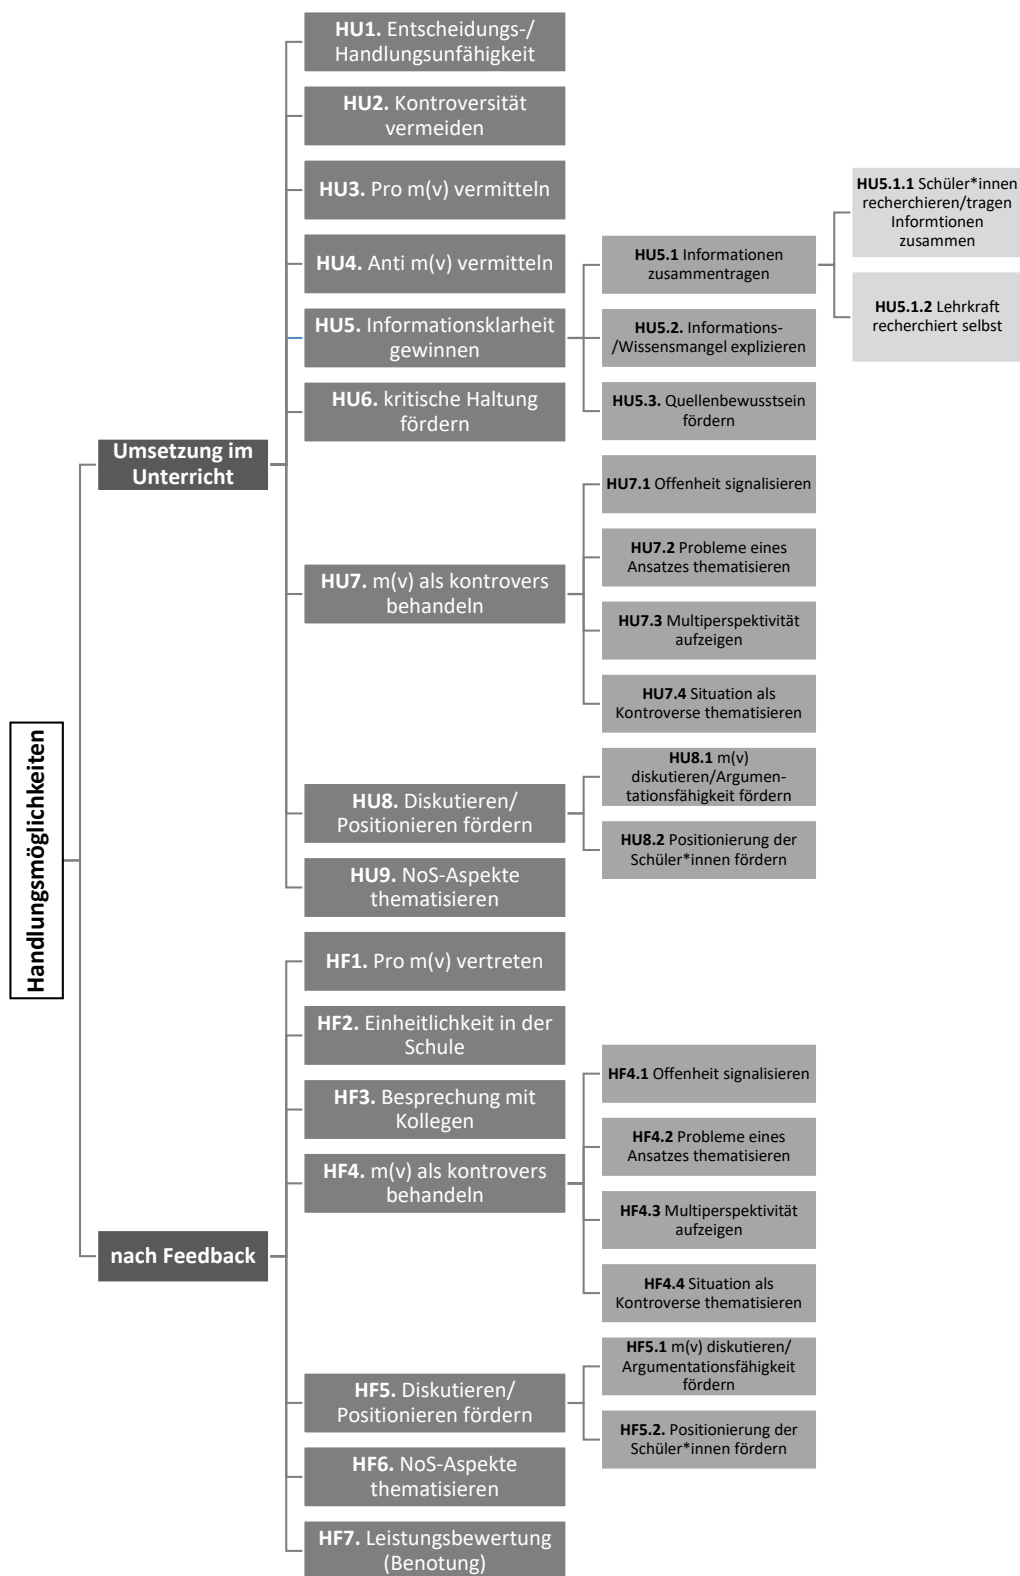 Handlungsmöglichkeiten
Umsetzung im
Unterricht
HU1. Entscheidungs-/
Handlungsunfähigkeit
HU2. Kontroversität
vermeiden
HU3. Pro m(v) vermitteln
HU4. Anti m(v) vermitteln
HU5. Informationsklarheit
gewinnen
HU5.1 Informationen
zusammentragen
HU5.1.1 Schüler*innen
recherchieren/tragen
Informtionen
zusammen
HU5.1.2 Lehrkraft
recherchiert selbst
HU5.2. Informations-
/Wissensmangel explizieren
HU5.3. Quellenbewusstsein
fördern
HU6. kritische Haltung
fördern
HU7. m(v) als kontrovers
behandeln
HU7.1 Offenheit signalisieren
HU7.2 Probleme eines
Ansatzes thematisieren
HU7.3 Multiperspektivität
aufzeigen
HU7.4 Situation als
Kontroverse thematisieren
HU8. Diskutieren/
Positionieren fördern
HU8.1 m(v)
diskutieren/Argumen-
tationsfähigkeit fördern
HU8.2 Positionierung der
Schüler*innen fördern
HU9. NoS-Aspekte
thematisieren
nach Feedback
HF1. Pro m(v) vertreten
HF2. Einheitlichkeit in der
Schule
HF3. Besprechung mit
Kollegen
HF4. m(v) als kontrovers
behandeln
HF4.1 Offenheit signalisieren
HF4.2 Probleme eines
Ansatzes thematisieren
HF4.3 Multiperspektivität
aufzeigen
HF4.4 Situation als
Kontroverse thematisieren
HF5. Diskutieren/
Positionieren fördern
HF5.1 m(v) diskutieren/
Argumentationsfähigkeit
fördern
HF5.2. Positionierung der
Schüler*innen fördern
HF6. NoS-Aspekte
thematisieren
HF7. Leistungsbewertung
(Benotung)